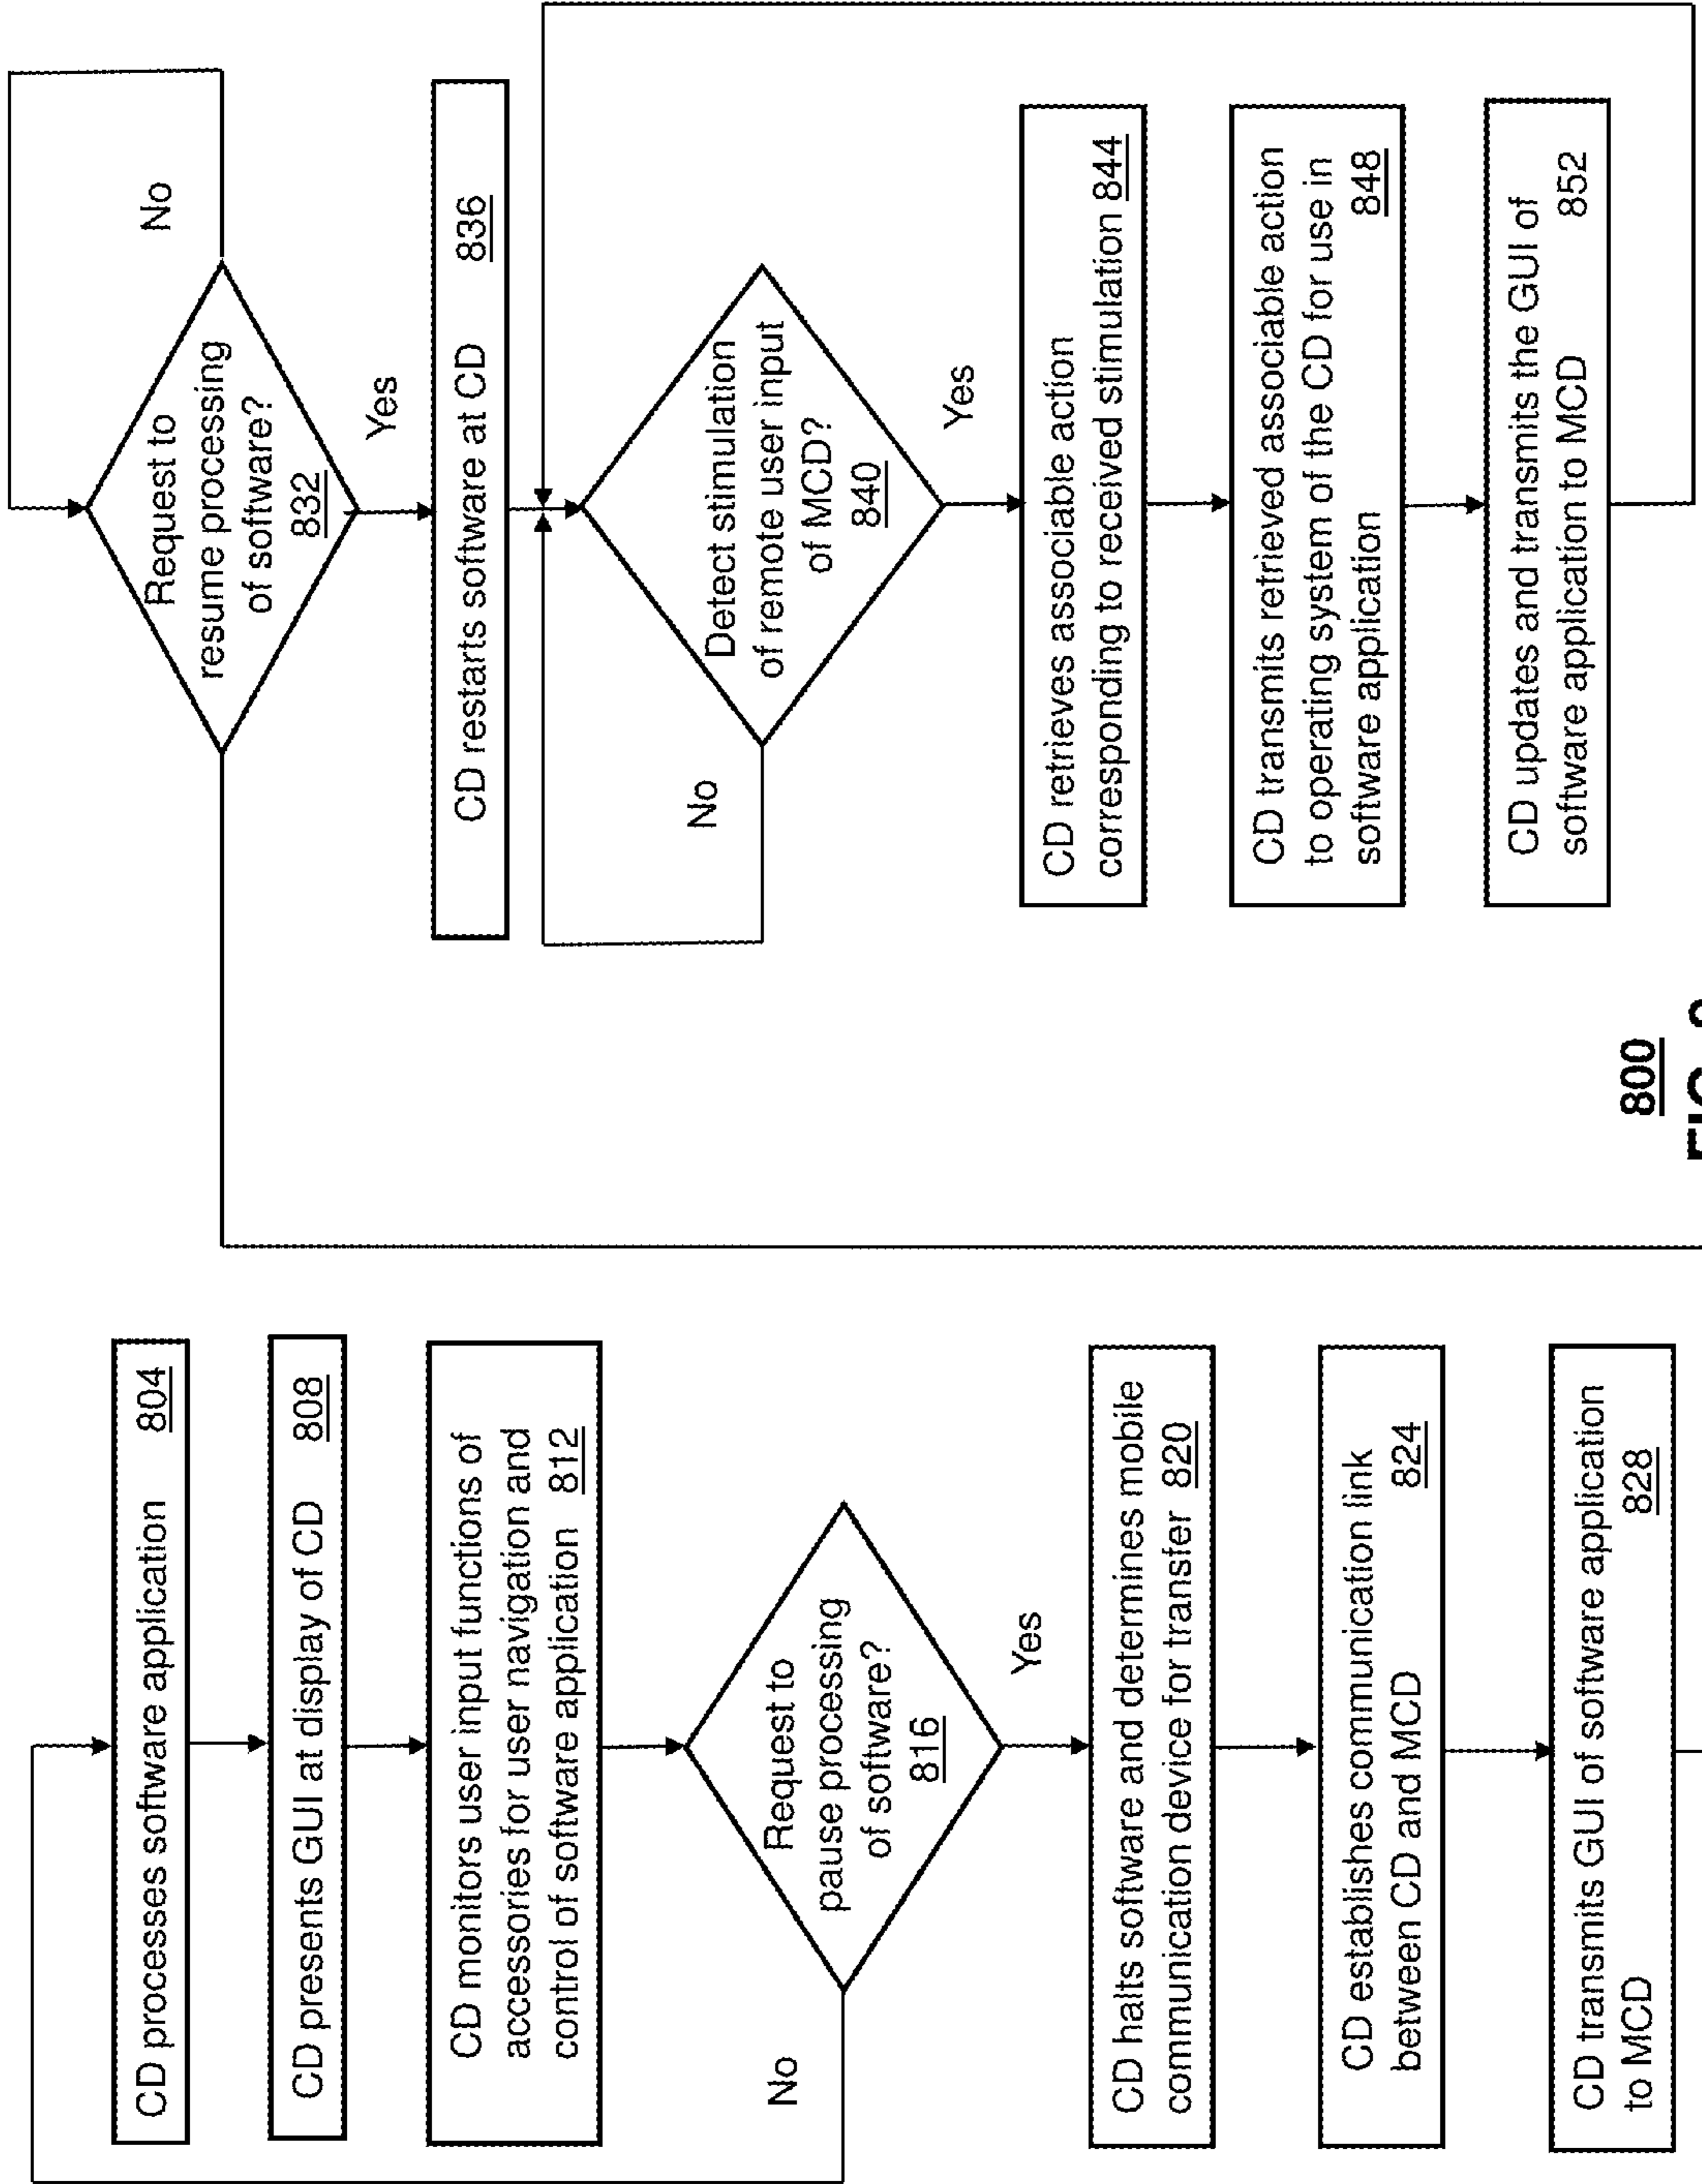 CD processes software application 804
CD presents GUI at display of CD 808
CD monitors user input functions of
accessories for user navigation and
control of software application 812
Request to
pause processing
of software?
816
No
Yes
CD halts software and determines mobile
communication device for transfer 820
CD establishes communication link
between CD and MCD 824
CD transmits GUI of software application
to MCD 828
Request to
resume processing
of software?
832
No
Yes
CD restarts software at CD 836
Detect stimulation
of remote user input
of MCD?
840
No
Yes
CD retrieves associable action
corresponding to received stimulation 844
CD transmits retrieved associable action
to operating system of the CD for use in
software application 848
CD updates and transmits the GUI of
software application to MCD 852
800